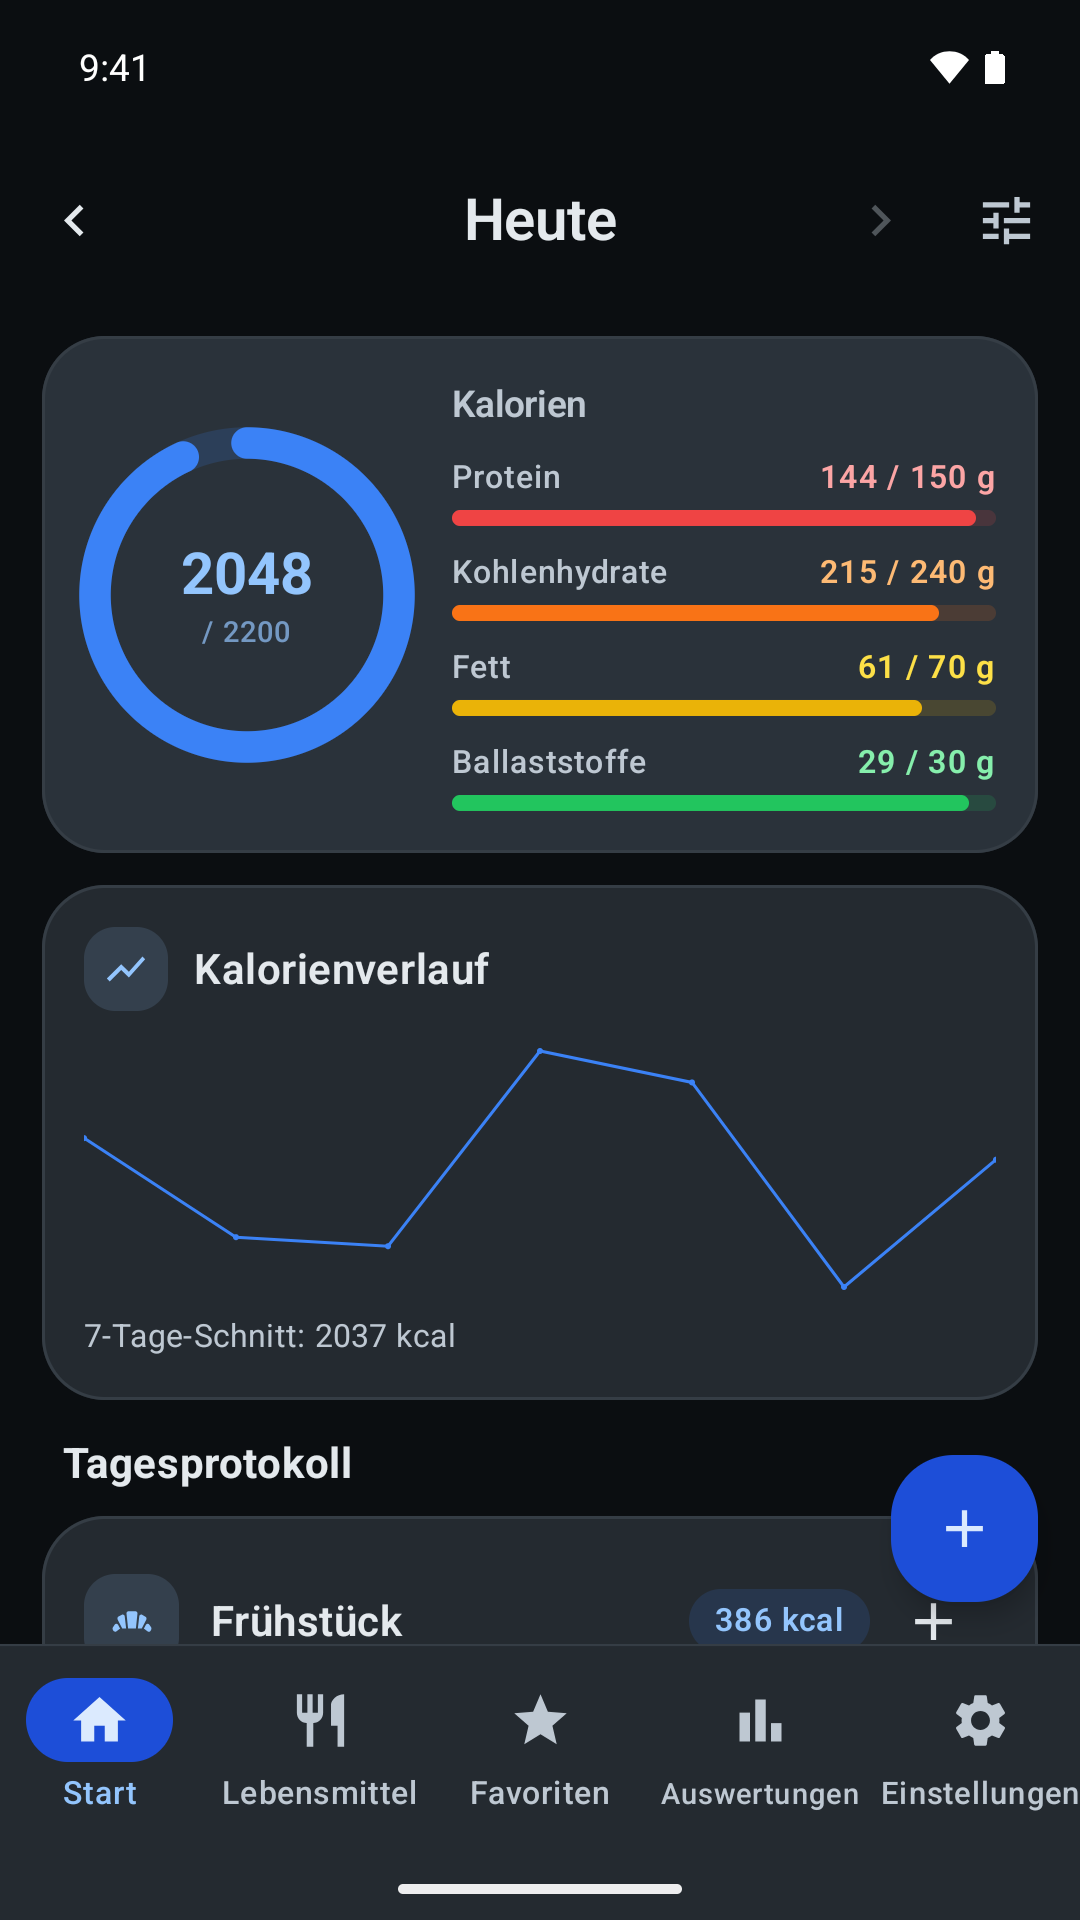 9:41
Heute
Kalorien
Protein 144 / 150 g
2048
/ 2200
Kohlenhydrate 215 / 240 g
Fett 61 / 70 g
Ballaststoffe 29 / 30 g
Kalorienverlauf
7-Tage-Schnitt: 2037 kcal
Tagesprotokoll
Frühstück 386 kcal
Start Lebensmittel Favoriten Auswertungen Einstellungen